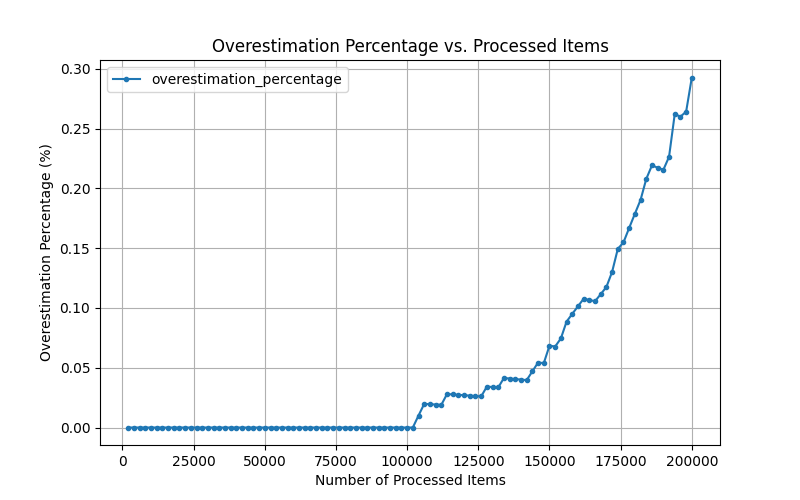 Overestimation Percentage vs. Processed Items
overestimation_percentage
Overestimation Percentage (%)
0.30
0.25
0.20
0.15
0.10
0.05
0.00
0 25000 50000 75000 100000 125000 150000 175000 200000
Number of Processed Items